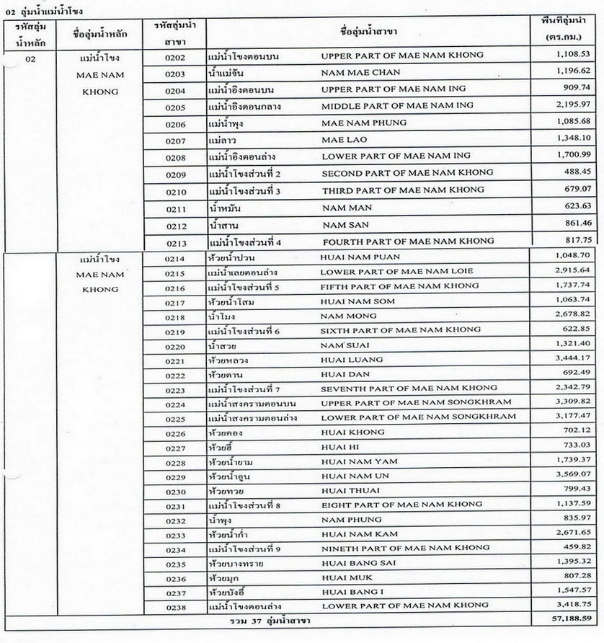 02 ลุ่มน้ำแม่น้ำโขง
รหัสลุ่มน้ำหลัก ชื่อลุ่มน้ำหลัก รหัสลุ่มน้ำสาขา ชื่อลุ่มน้ำสาขา พื้นที่ลุ่มน้ำ (ตร.กม.)
02 แม่น้ำโขง 0202 แม่น้ำโขงตอนบน UPPER PART OF MAE NAM KHONG 1,108.53
MAE NAM 0203 น้ำแม่จัน NAM MAE CHAN 1,196.62
KHONG 0204 แม่น้ำอิงตอนบน UPPER PART OF MAE NAM ING 909.74
0205 แม่น้ำอิงตอนกลาง MIDDLE PART OF MAE NAM ING 2,195.97
0206 แม่น้ำพุง MAE NAM PHUNG 1,085.68
0207 แม่ลาว MAE LAO 1,348.10
0208 แม่น้ำอิงตอนล่าง LOWER PART OF MAE NAM ING 1,700.99
0209 แม่น้ำโขงส่วนที่ 2 SECOND PART OF MAE NAM KHONG 488.45
0210 แม่น้ำโขงส่วนที่ 3 THIRD PART OF MAE NAM KHONG 679.07
0211 น้ำหมัน NAM MAN 623.63
0212 น้ำสาน NAM SAN 861.46
0213 แม่น้ำโขงส่วนที่ 4 FOURTH PART OF MAE NAM KHONG 817.75
แม่น้ำโขง 0214 ห้วยน้ำปวน HUAI NAM PUAN 1,048.70
MAE NAM 0215 แม่น้ำเลยตอนล่าง LOWER PART OF MAE NAM LOIE 2,915.64
KHONG 0216 แม่น้ำโขงส่วนที่ 5 FIFTH PART OF MAE NAM KHONG 1,737.74
0217 ห้วยน้ำโสม HUAI NAM SOM 1,063.74
0218 น้ำโมง NAM MONG 2,678.82
0219 แม่น้ำโขงส่วนที่ 6 SIXTH PART OF MAE NAM KHONG 622.85
0220 น้ำสวย NAM SUAI 1,321.40
0221 ห้วยหลวง HUAI LUANG 3,444.17
0222 ห้วยดาน HUAI DAN 692.49
0223 แม่น้ำโขงส่วนที่ 7 SEVENTH PART OF MAE NAM KHONG 2,342.79
0224 แม่น้ำสงครามตอนบน UPPER PART OF MAE NAM SONGKHRAM 3,309.82
0225 แม่น้ำสงครามตอนล่าง LOWER PART OF MAE NAM SONGKHRAM 3,177.47
0226 ห้วยคอง HUAI KHONG 702.12
0227 ห้วยฮี้ HUAI HI 733.03
0228 ห้วยน้ำยาม HUAI NAM YAM 1,739.37
0229 ห้วยน้ำอูน HUAI NAM UN 3,569.07
0230 ห้วยทวย HUAI THUAI 799.43
0231 แม่น้ำโขงส่วนที่ 8 EIGHT PART OF MAE NAM KHONG 1,137.59
0232 น้ำพุง NAM PHUNG 835.97
0233 ห้วยน้ำก่ำ HUAI NAM KAM 2,671.65
0234 แม่น้ำโขงส่วนที่ 9 NINETH PART OF MAE NAM KHONG 459.82
0235 ห้วยบางทราย HUAI BANG SAI 1,395.32
0236 ห้วยมุก HUAI MUK 807.28
0237 ห้วยบังอี่ HUAI BANG I 1,547.57
0238 แม่น้ำโขงตอนล่าง LOWER PART OF MAE NAM KHONG 3,418.75
รวม 37 ลุ่มน้ำสาขา 57,188.59